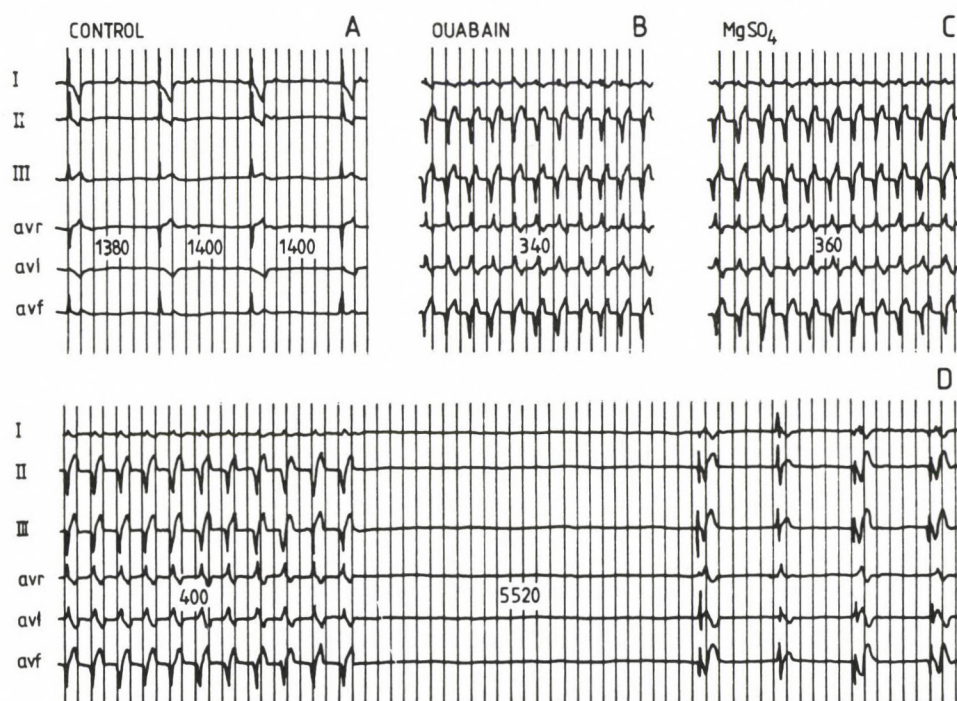 CONTROL A
OUABAIN B
MgSO₄ C
I
II
III
avr
1380 1400 1400
340
360
avl
avf
D
I
II
III
avr
400 5520
avl
avf